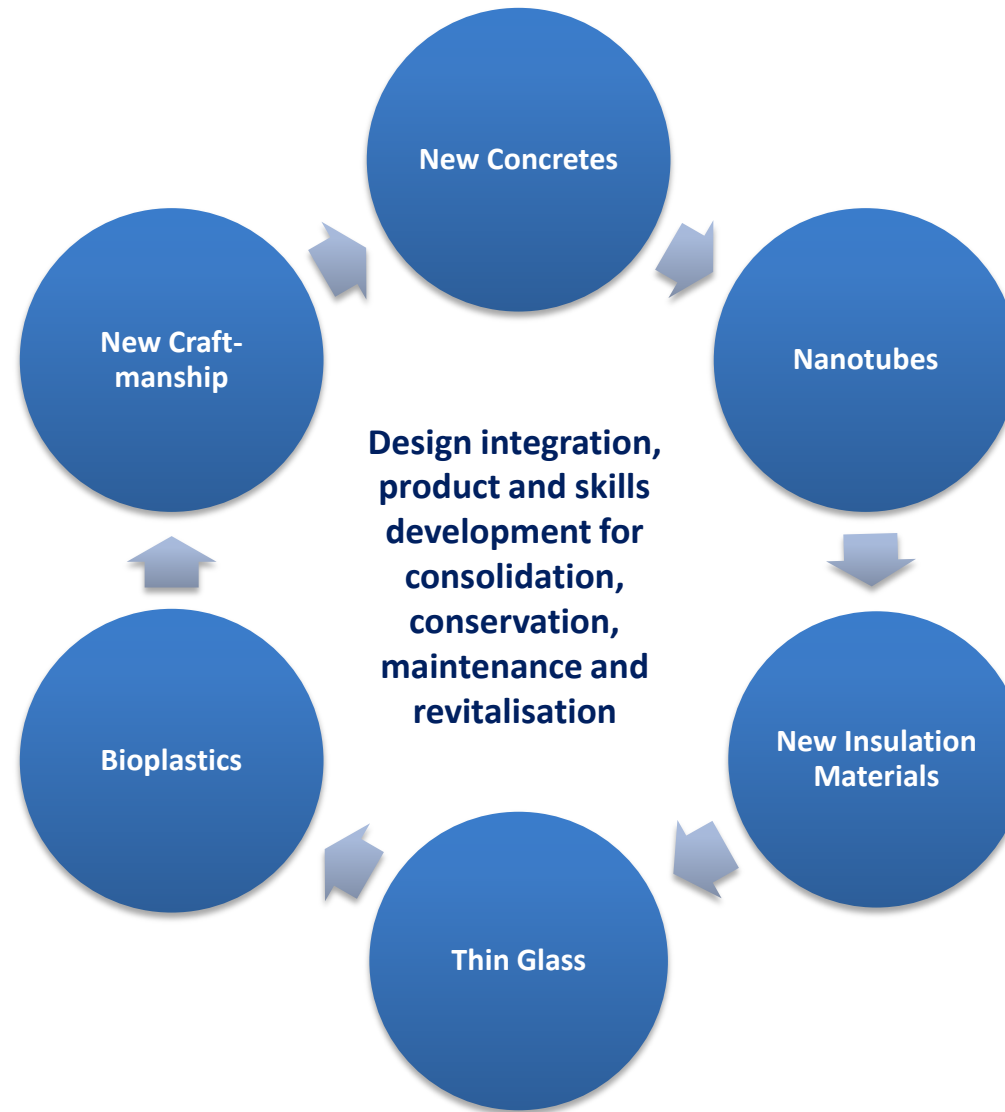 New Concretes
Nanotubes
New Insulation
Materials
Thin Glass
Bioplastics
New Craft-
manship
Design integration,
product and skills
development for
consolidation,
conservation,
maintenance and
revitalisation